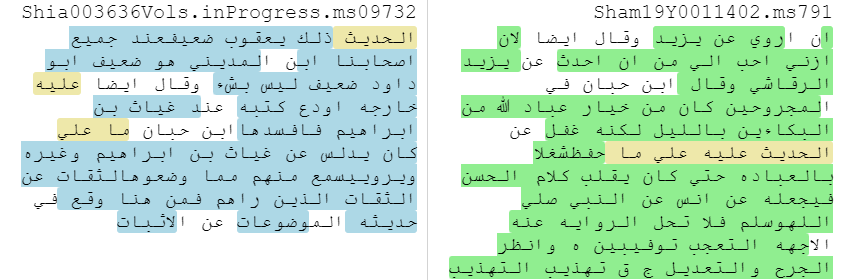 Shia003636Vols.inProgress.ms09732
الحديث ذلك يعقوب ضعيفعند جميع
اصحابنا ابن المديني هو ضعيف ابو
داود ضعيف ليس بشء وقال ايضا عليه
خارجه اودع كتبه عند غياث بن
ابراهيم فافسدهاابن حبان ما علي
كان يدلس عن غياث بن ابراهيم وغيره
ويروييسمع منهم مما وضعوهالثقات عن
الثقات الذين راهم فمن هنا وقع في
حديثه الموضوعات عن الاثبات
Sham19Y0011402.ms791
ان اروي عن يزيد وقال ايضا لان
ازني احب الي من ان احدث عن يزيد
الرقاشي وقال ابن حبان في
المجروحين كان من خيار عباد الله من
البكاءين بالليل لكنه غفل عن
الحديث عليه علي ما حفظشغلا
بالعباده حتي كان يقلب كلام الحسن
فيجعله عن انس عن النبي صلي
اللهوسلم فلا تحل الروايه عنه
الاجهه التعجب توفيبين ه وانظر
الجرح والتعديل ج ق تهذيب التهذيب